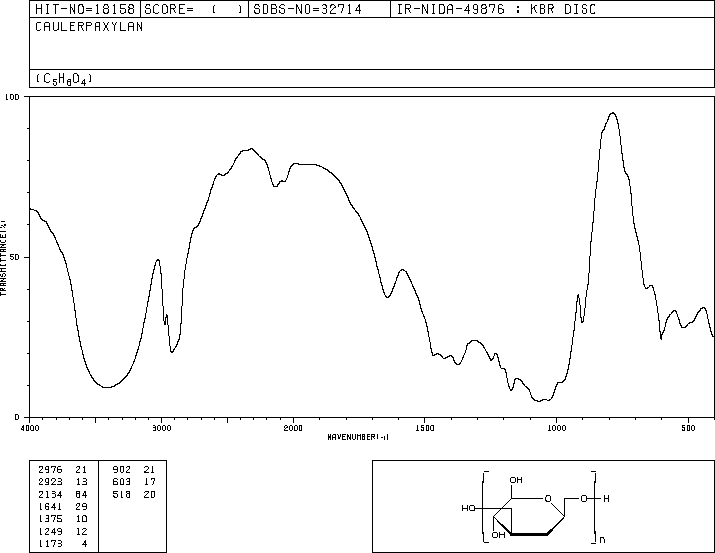 HIT-NO=18158 SCORE= ( ) SDBS-NO=32714 IR-NIDA-49876 : KBR DISC
CAULERPAXYLAN
(C5H8O4)
100
50
0
TRANSMITTANCE(%)
4000 3000 2000 1500 1000 500
WAVENUMBER(-1)
2976 21 902 21
2923 13 603 17
2134 84 518 20
1641 29
1375 10
1249 12
1173 4
OH
O O H
HO
OH
n